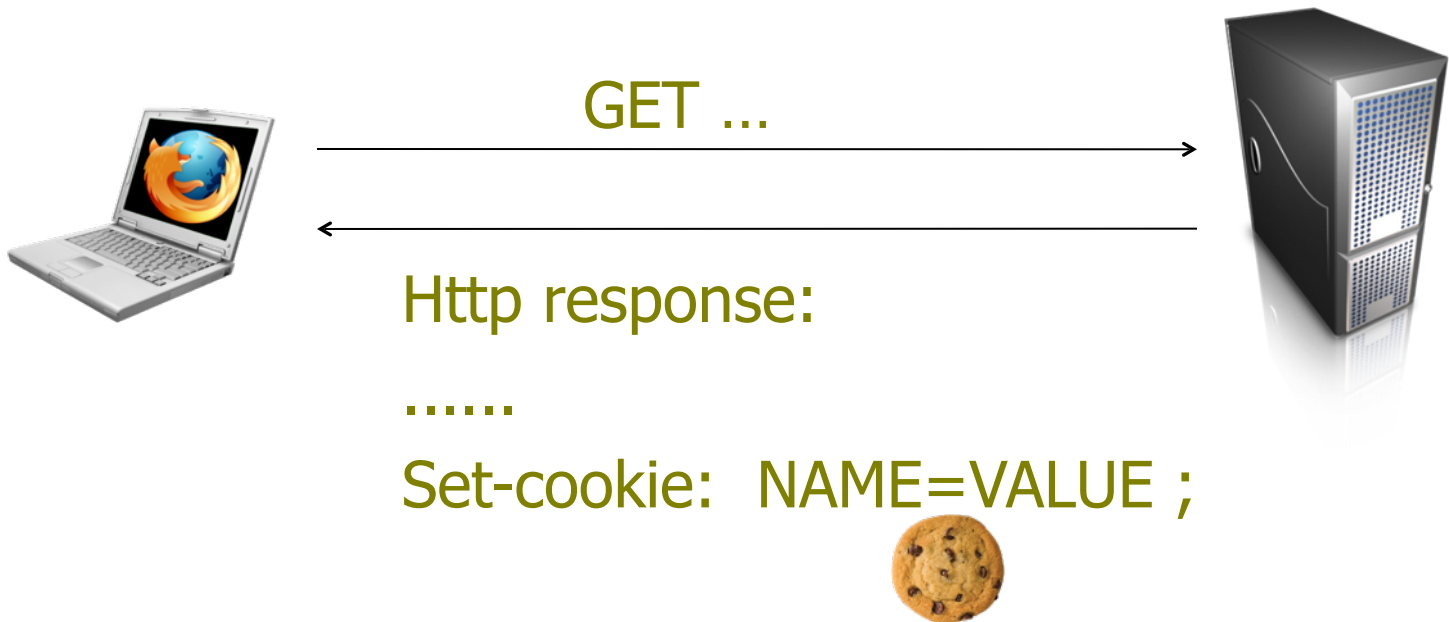 GET ...
Http response:
......
Set-cookie: NAME=VALUE ;